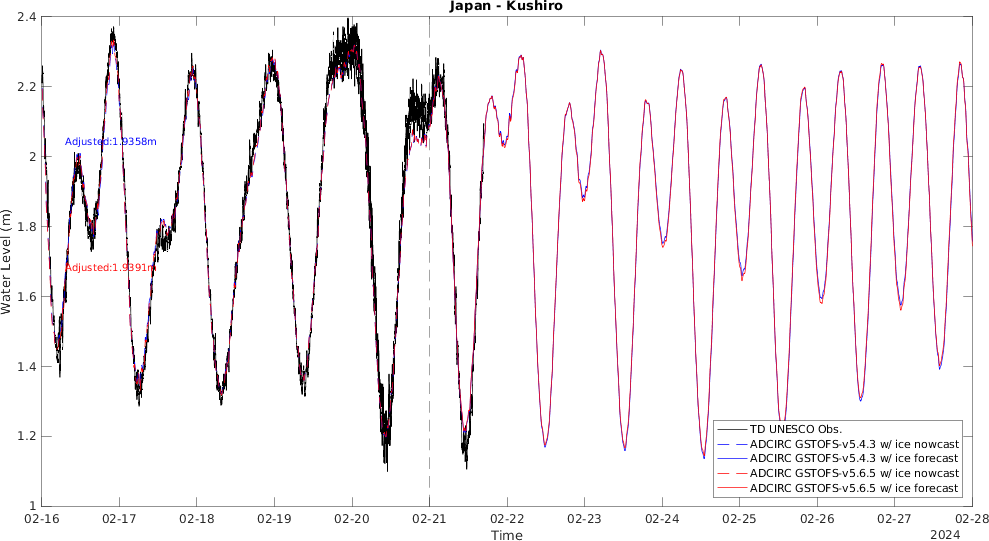 Japan - Kushiro
2.4
2.2
2
1.8
1.6
1.4
1.2
1
Water Level (m)
Adjusted:1.9358m
Adjusted:1.9391m
TD UNESCO Obs.
ADCIRC GSTOFS-v5.4.3 w/ ice nowcast
ADCIRC GSTOFS-v5.4.3 w/ ice forecast
ADCIRC GSTOFS-v5.6.5 w/ ice nowcast
ADCIRC GSTOFS-v5.6.5 w/ ice forecast
02-16 02-17 02-18 02-19 02-20 02-21 02-22 02-23 02-24 02-25 02-26 02-27 02-28
Time
2024